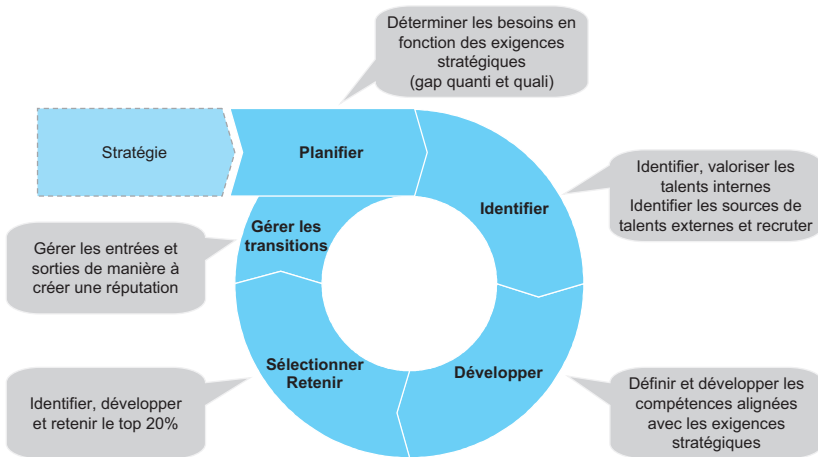 Déterminer les besoins en
fonction des exigences
stratégiques
(gap quanti et quali)
Stratégie
Planifier
Identifier
Identifier, valoriser les
talents internes
Identifier les sources de
talents externes et recruter
Gérer les
transitions
Gérer les entrées et
sorties de manière à
créer une réputation
Sélectionner
Retenir
Développer
Identifier, développer
et retenir le top 20%
Définir et développer les
compétences alignées
avec les exigences
stratégiques